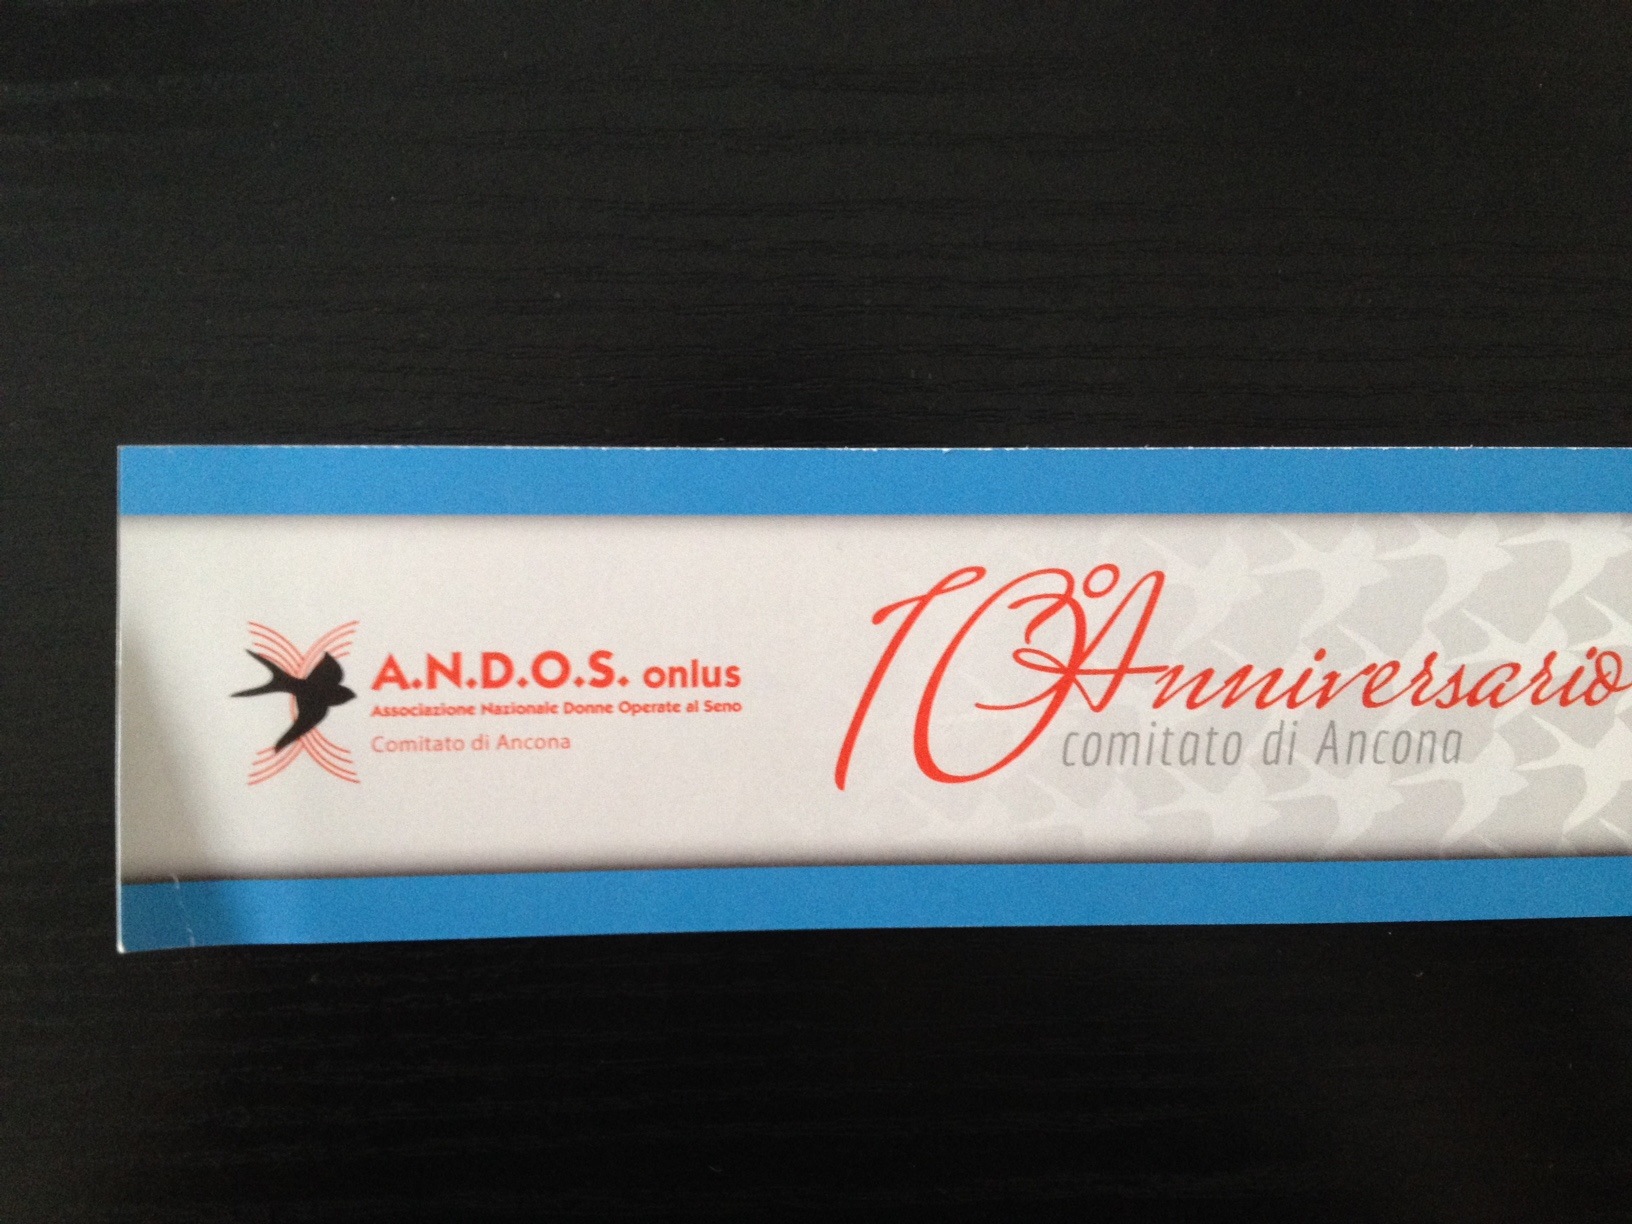 A.N.D.O.S. onlus
Associazione Nazionale Donne Operate al Seno
Comitato di Ancona
10° Anniversario
comitato di Ancona